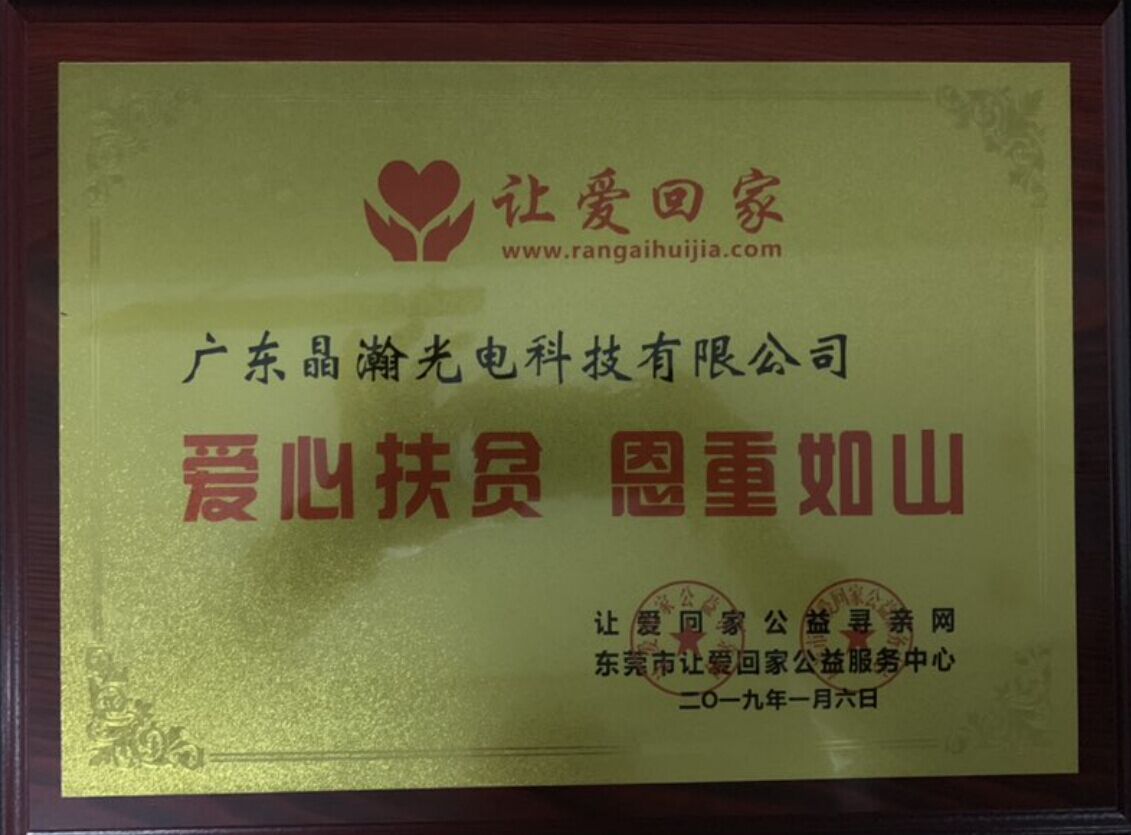 让爱回家
www.rangaihuijia.com
广东晶瀚光电科技有限公司
爱心扶贫 恩重如山
让爱回家公益寻亲网
东莞市让爱回家公益服务中心
二〇一九年一月六日